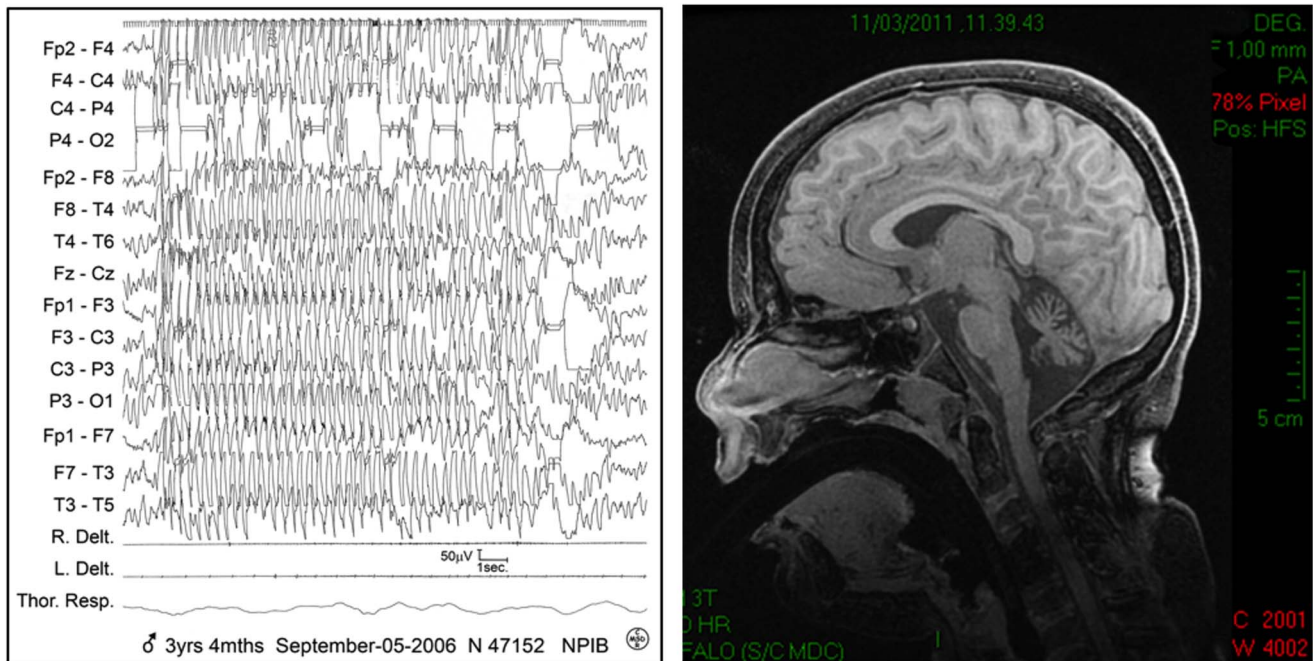 Fp2 - F4
F4 - C4
C4 - P4
P4 - O2
Fp2 - F8
F8 - T4
T4 - T6
Fz - Cz
Fp1 - F3
F3 - C3
C3 - P3
P3 - O1
Fp1 - F7
F7 - T3
T3 - T5
R. Delt.
L. Delt.
Thor. Resp.
50µV
1sec.
♂ 3yrs 4mths September-05-2006 N 47152 NPIB
11/03/2011 ,11.39.43
DEG.
F 1,00 mm
PA
78% Pixel
Pos: HFS
5 cm
3T
HR
FALO (S/C MDC)
C 2001
W 4002